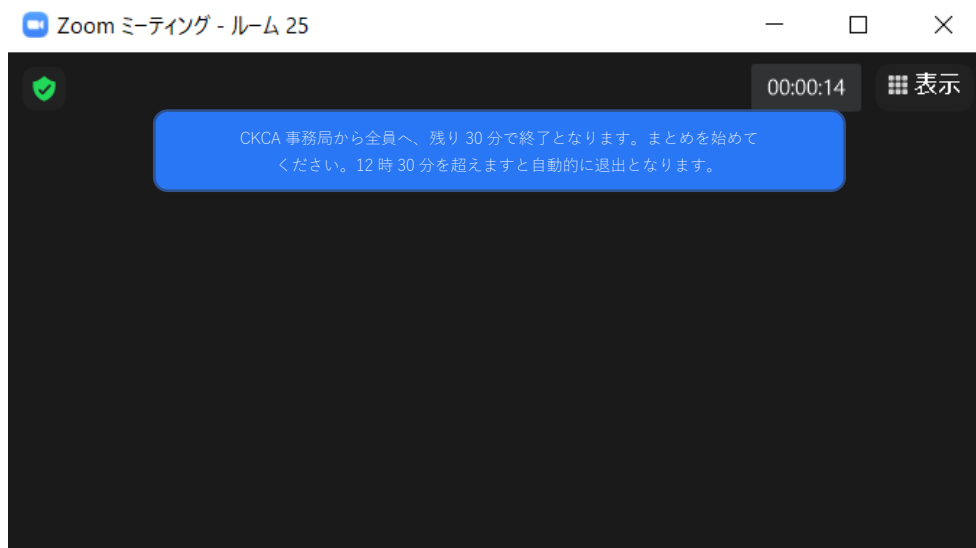 Zoom ミーティング - ルーム 25
00:00:14
表示
CKCA 事務局から全員へ、残り 30 分で終了となります。まとめを始めて
ください。12 時 30 分を超えますと自動的に退出となります。